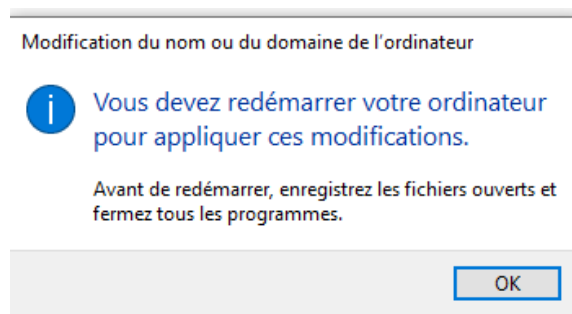 Modification du nom ou du domaine de l'ordinateur
Vous devez redémarrer votre ordinateur
pour appliquer ces modifications.
Avant de redémarrer, enregistrez les fichiers ouverts et
fermez tous les programmes.
OK